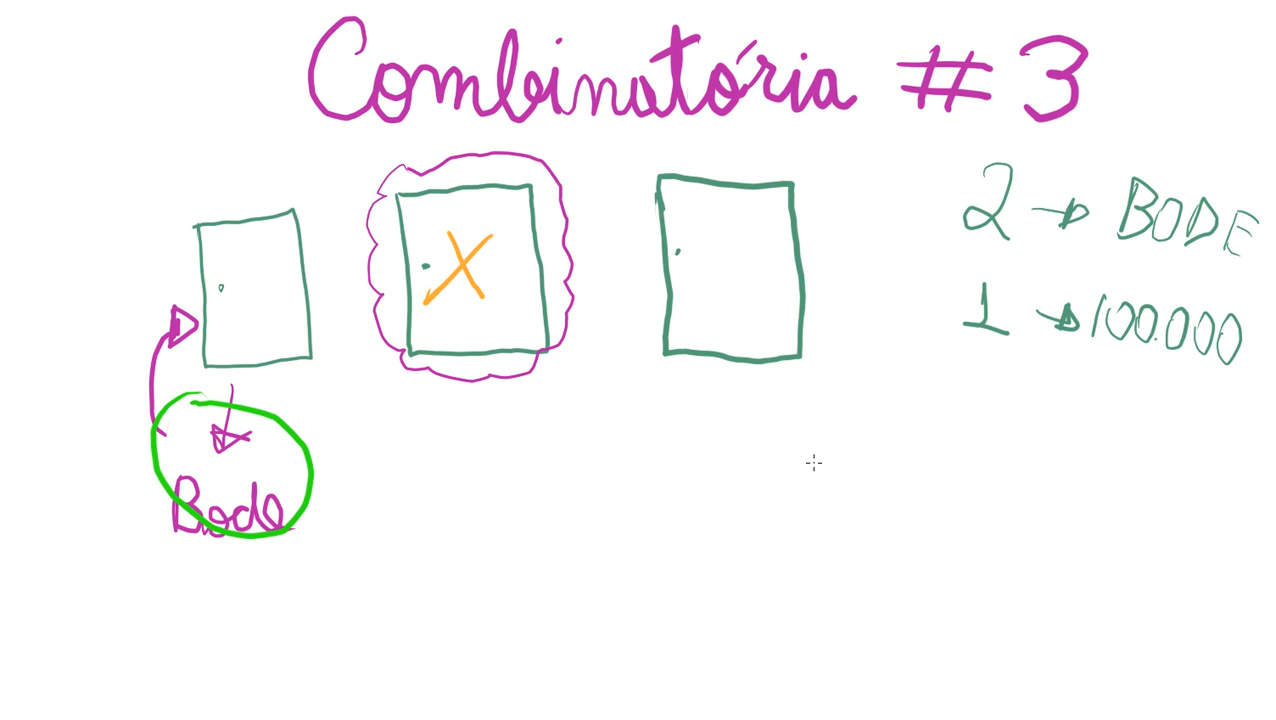 Combinatória #3
2 → BODE
1 → 100.000
X
Bode